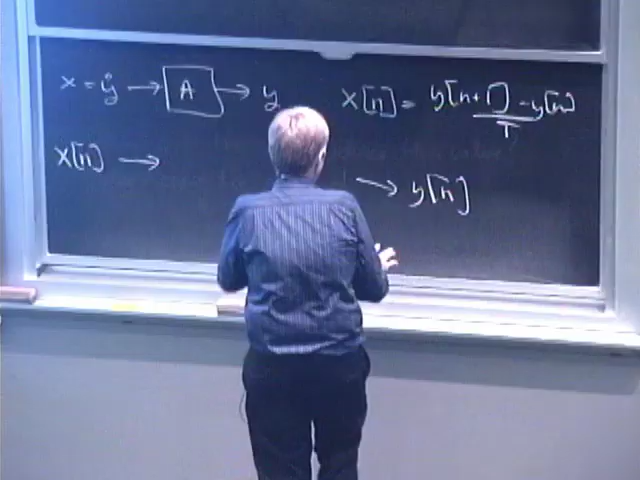 x = ẏ → A → y
x[n] = y[n+1] - y[n] / T
x[n] →
→ y[n]